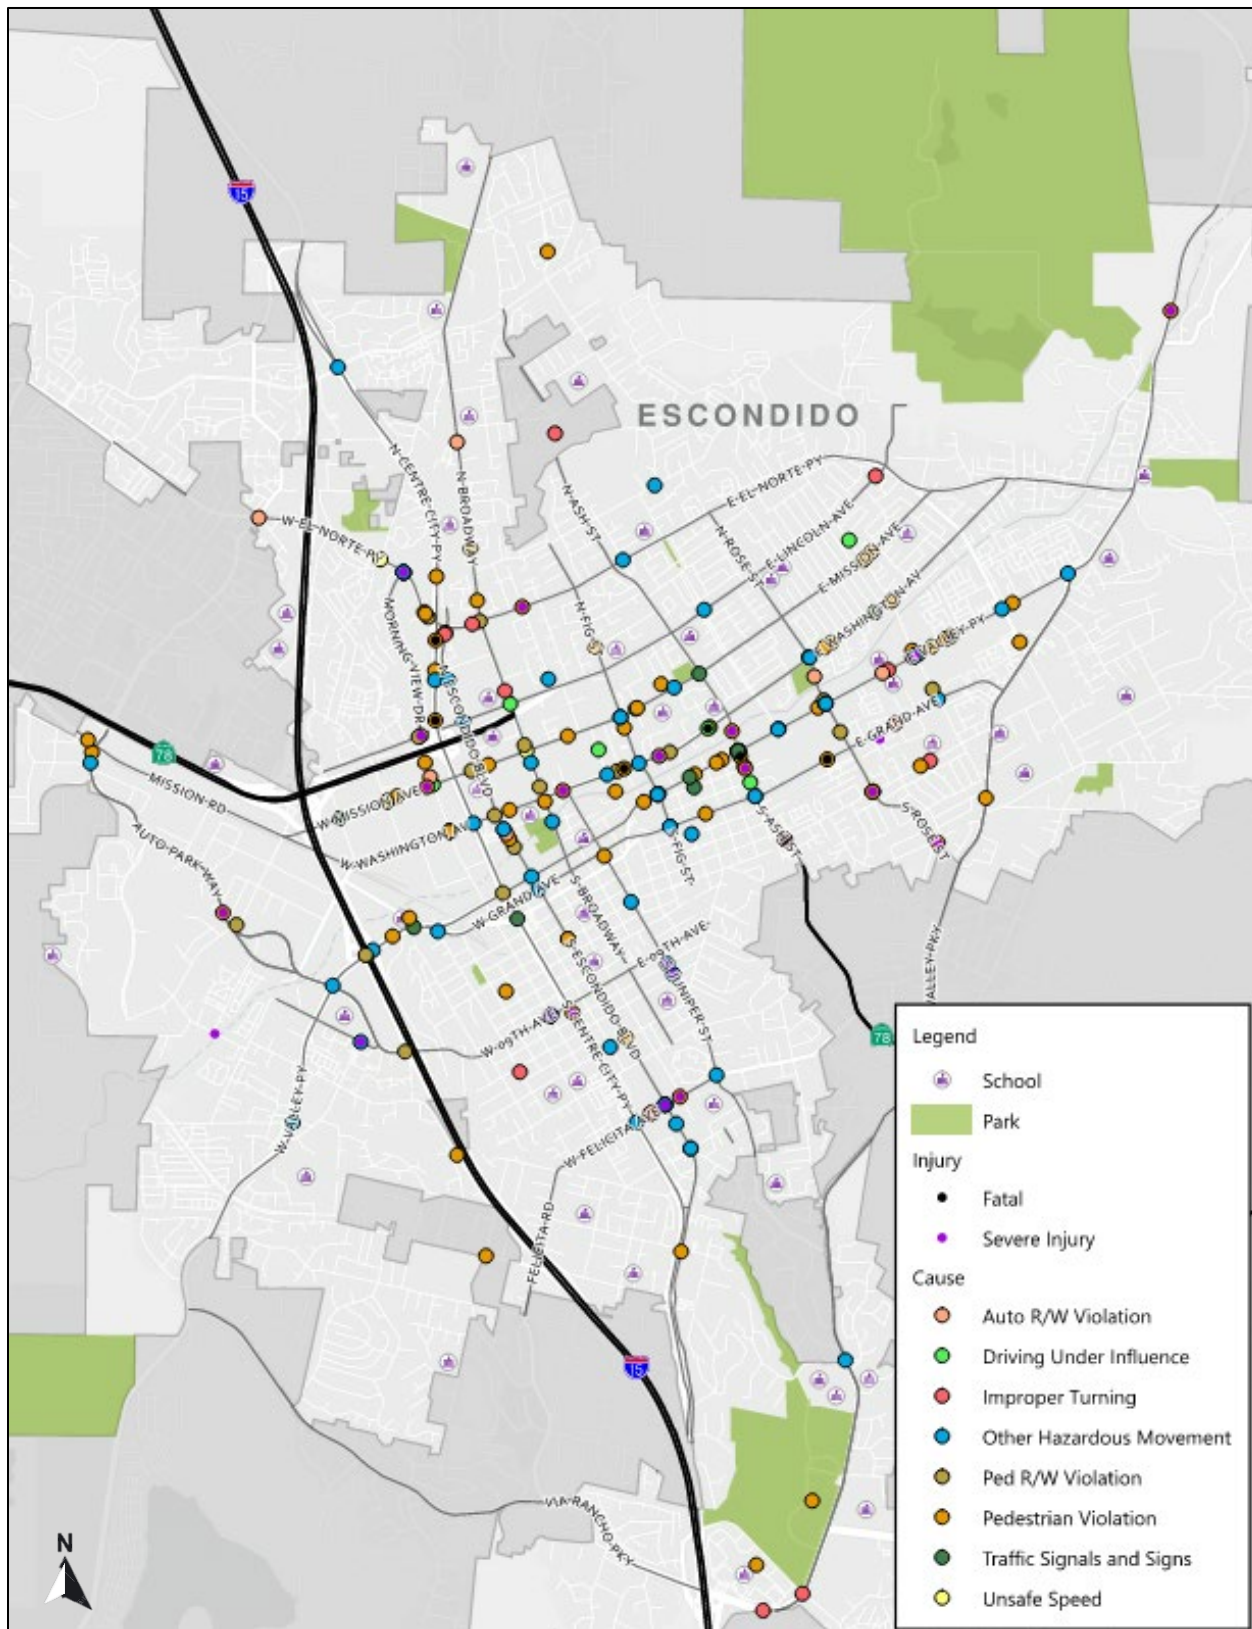 15
ESCONDIDO
N-CENTRE-CITY-PY
N-BROADWAY
N-ASH-ST
E-EL-NORTE-PY
W-EL-NORTE-PY
N-ROSE-ST
E-LINCOLN-AVE
E-MISSION-AVE
WASHINGTON-AV
MORNING-VIEW-DR
N-FIG-S
VALLEY-PY
E-GRAND-AVE
78
MISSION-RD
W-MISSION-AVE
ESCONDIDO-BLVD
AUTO-PARK-WAY
W-WASHINGTON-AV
S-FIG-ST-
S-ASH-ST
S-ROSE-ST
W-GRAND-AVE
S-BROADWAY
E-09TH-AVE-
S-ESCONDIDO-BLVD
JUNIPER-ST
W-09TH-AVE
S-CENTRE-CITY-PY
VALLEY-PKY
78
W-VALLEY-PY
W-FELICITA-AVE
FELICITA-RD
15
VIA-RANCHO-PKY
N
Legend
School
Park
Injury
Fatal
Severe Injury
Cause
Auto R/W Violation
Driving Under Influence
Improper Turning
Other Hazardous Movement
Ped R/W Violation
Pedestrian Violation
Traffic Signals and Signs
Unsafe Speed